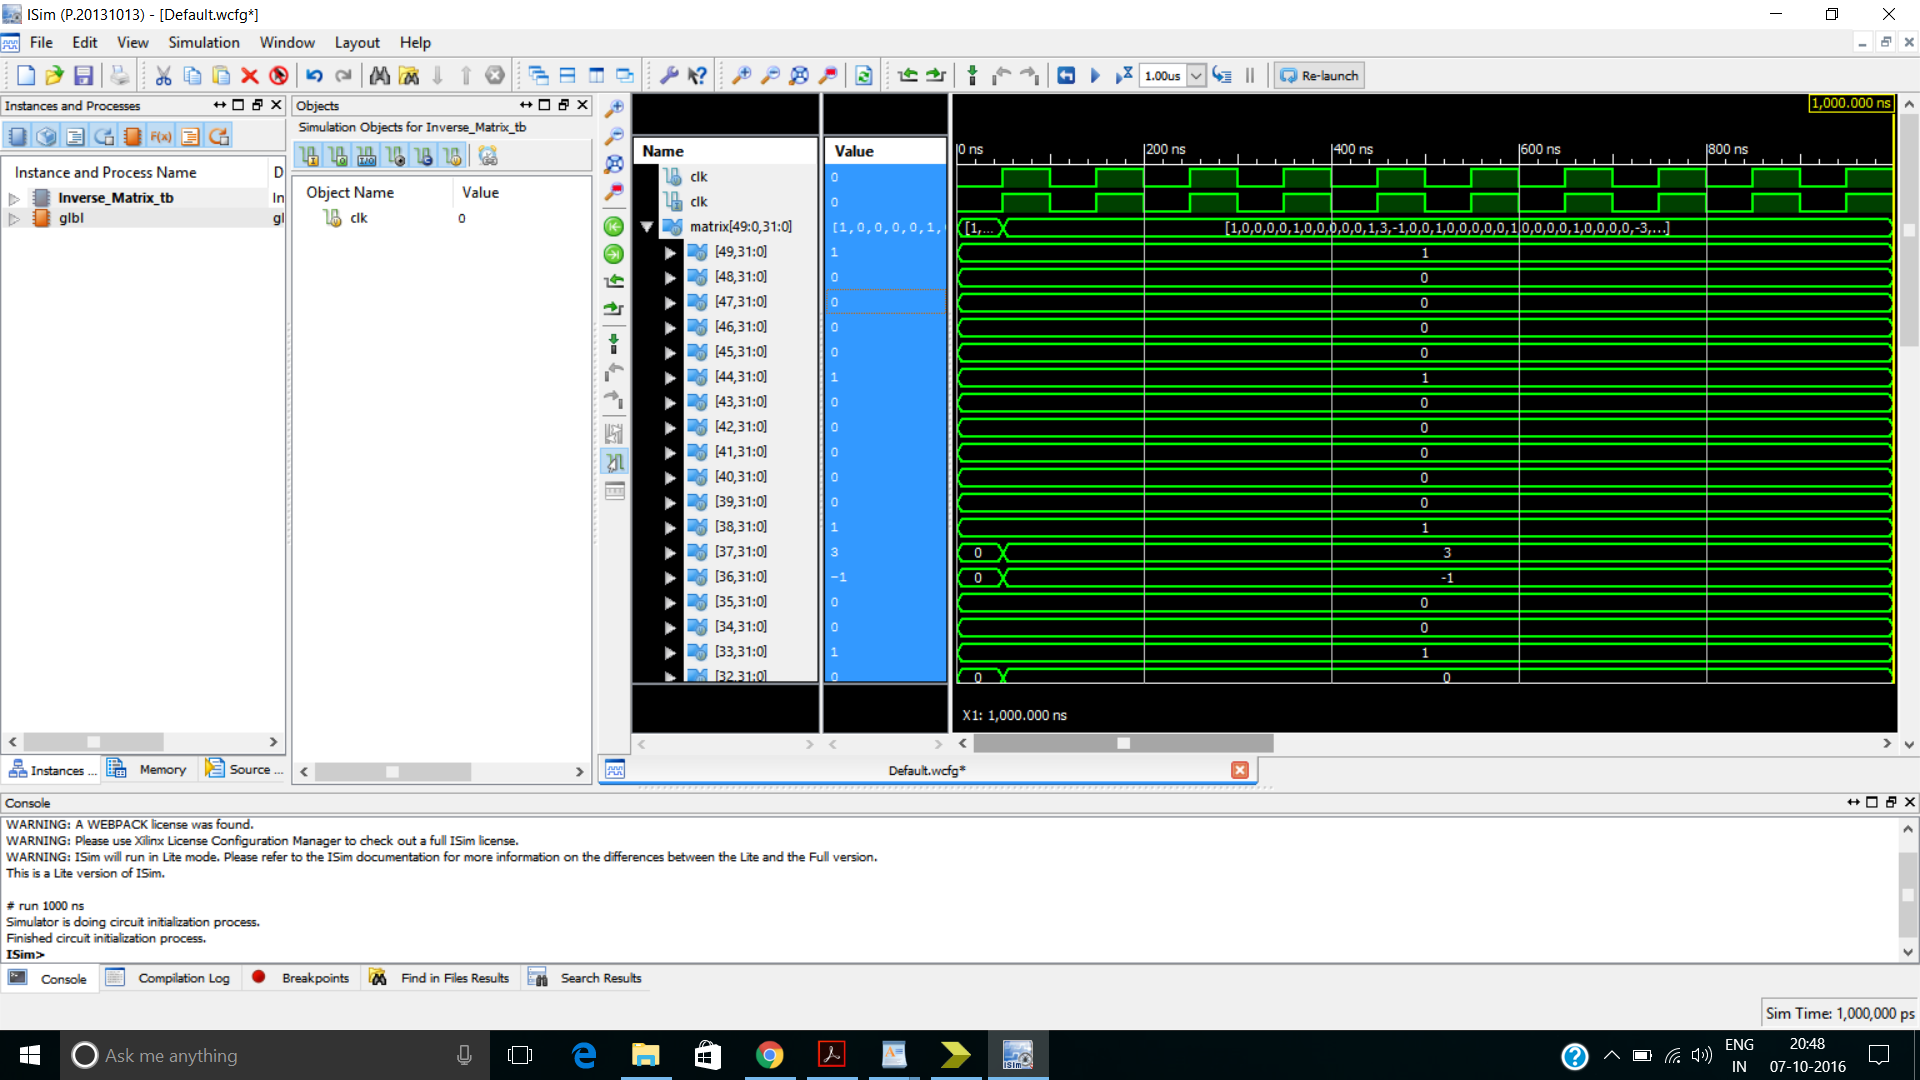 ISim (P.20131013) - [Default.wcfg*]
File Edit View Simulation Window Layout Help
1.00us Re-launch
Instances and Processes
Instance and Process Name D
Inverse_Matrix_tb In
glbl gl
Instances ... Memory Source ...
Objects
Simulation Objects for Inverse_Matrix_tb
Object Name Value
clk 0
1,000.000 ns
Name Value 0 ns 200 ns 400 ns 600 ns 800 ns
clk 0
clk 0
matrix[49:0,31:0] [1,0,0,0,0,1, [1,... [1,0,0,0,0,1,0,0,0,0,0,1,3,-1,0,0,1,0,0,0,0,0,1,0,0,0,0,1,0,0,0,0,-3,...]
[49,31:0] 1 1
[48,31:0] 0 0
[47,31:0] 0 0
[46,31:0] 0 0
[45,31:0] 0 0
[44,31:0] 1 1
[43,31:0] 0 0
[42,31:0] 0 0
[41,31:0] 0 0
[40,31:0] 0 0
[39,31:0] 0 0
[38,31:0] 1 1
[37,31:0] 3 0 3
[36,31:0] -1 0 -1
[35,31:0] 0 0
[34,31:0] 0 0
[33,31:0] 1 1
[32,31:0] 0 0 0
X1: 1,000.000 ns
Default.wcfg*
Console
WARNING: A WEBPACK license was found.
WARNING: Please use Xilinx License Configuration Manager to check out a full ISim license.
WARNING: ISim will run in Lite mode. Please refer to the ISim documentation for more information on the differences between the Lite and the Full version.
This is a Lite version of ISim.
# run 1000 ns
Simulator is doing circuit initialization process.
Finished circuit initialization process.
ISim>
Console Compilation Log Breakpoints Find in Files Results Search Results
Sim Time: 1,000,000 ps
Ask me anything
ENG 20:48
IN 07-10-2016